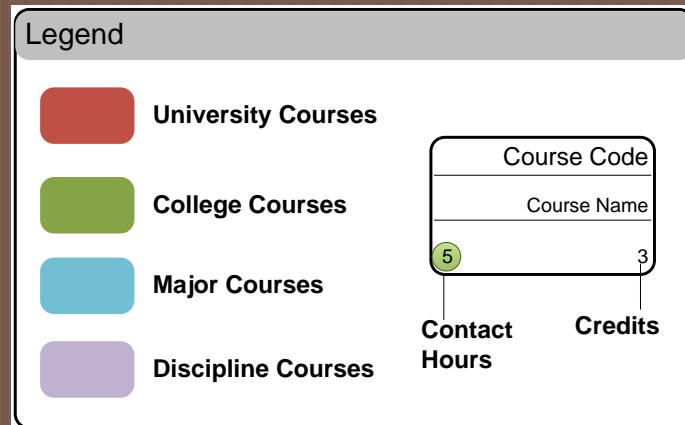 Legend
University Courses
College Courses
Major Courses
Discipline Courses
Course Code
Course Name
5
3
Contact
Hours
Credits